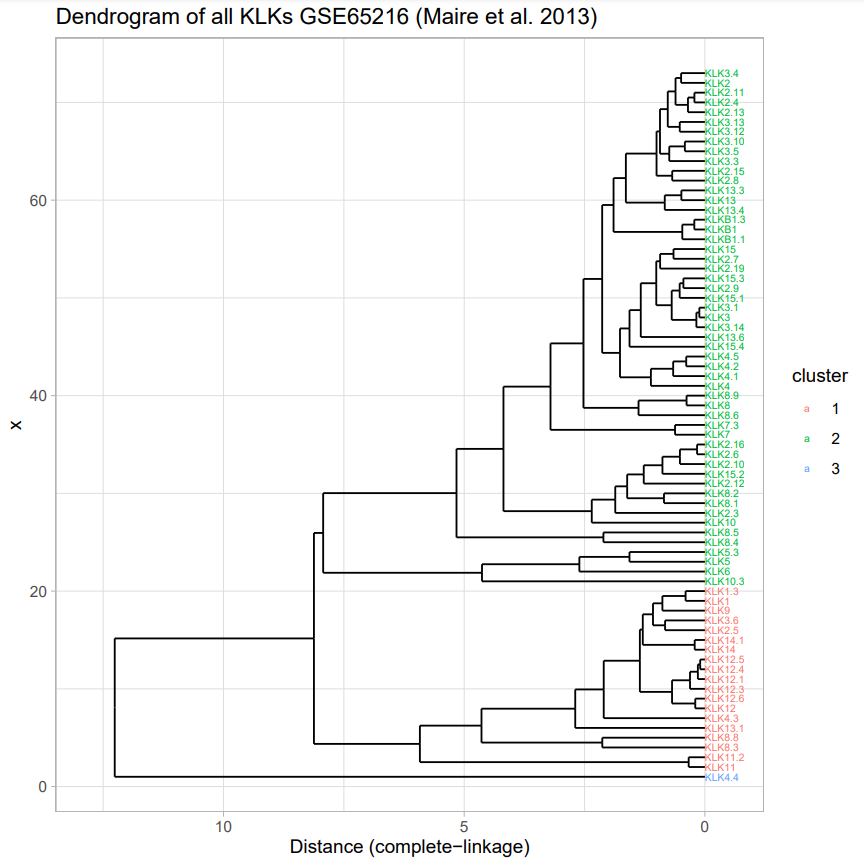 Dendrogram of all KLKs GSE65216 (Maire et al. 2013)
KLK3.4
KLK2
KLK2.11
KLK2.4
KLK2.13
KLK3.13
KLK3.12
KLK3.10
KLK3.5
KLK3.3
KLK2.15
KLK2.8
KLK13.3
60
KLK13
KLK13.4
KLKB1.3
KLKB1
KLKB1.1
KLK15
KLK2.7
KLK2.19
KLK15.3
KLK2.9
KLK15.1
KLK3.1
KLK3
KLK3.14
KLK13.6
KLK15.4
KLK4.5
KLK4.2
KLK4.1
KLK4
40
KLK8.9
KLK8
KLK8.6
KLK7.3
KLK7
KLK2.16
KLK2.6
KLK2.10
KLK15.2
KLK2.12
KLK8.2
KLK8.1
KLK2.3
KLK10
KLK8.5
KLK8.4
KLK5.3
KLK5
KLK6
KLK10.3
20
KLK1.3
KLK1
KLK9
KLK3.6
KLK2.5
KLK14.1
KLK14
KLK12.5
KLK12.4
KLK12.1
KLK12.3
KLK12.6
KLK12
KLK4.3
KLK13.1
KLK8.8
KLK8.3
KLK11.2
KLK11
KLK4.4
0
x
10 5 0
Distance (complete−linkage)
cluster
a 1
a 2
a 3